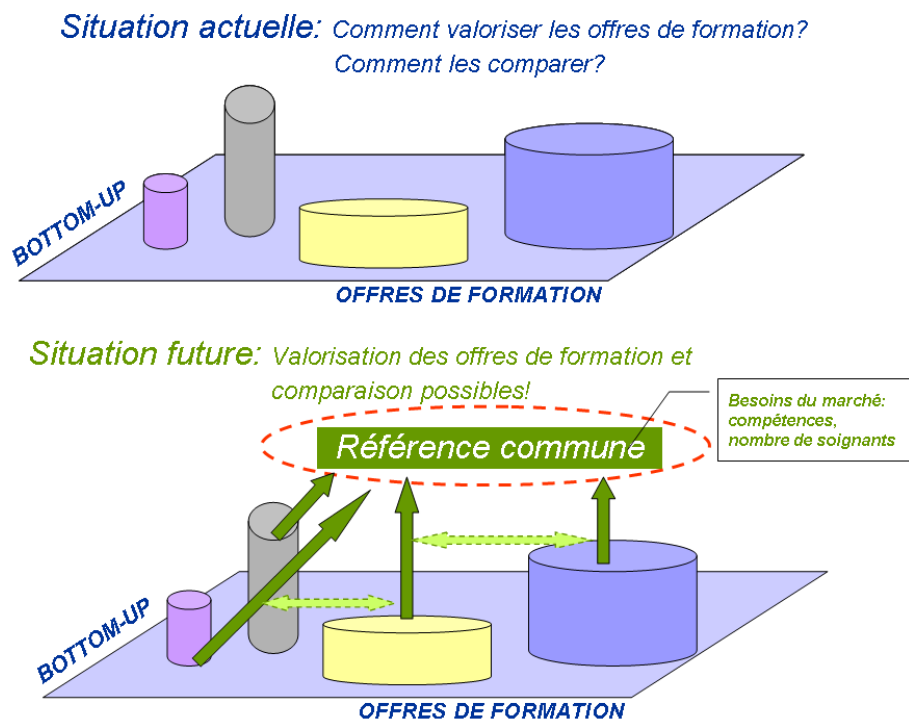 Situation actuelle: Comment valoriser les offres de formation?
Comment les comparer?
BOTTOM-UP
OFFRES DE FORMATION
Situation future: Valorisation des offres de formation et
comparaison possibles!
Besoins du marché:
compétences,
nombre de soignants
Référence commune
BOTTOM-UP
OFFRES DE FORMATION